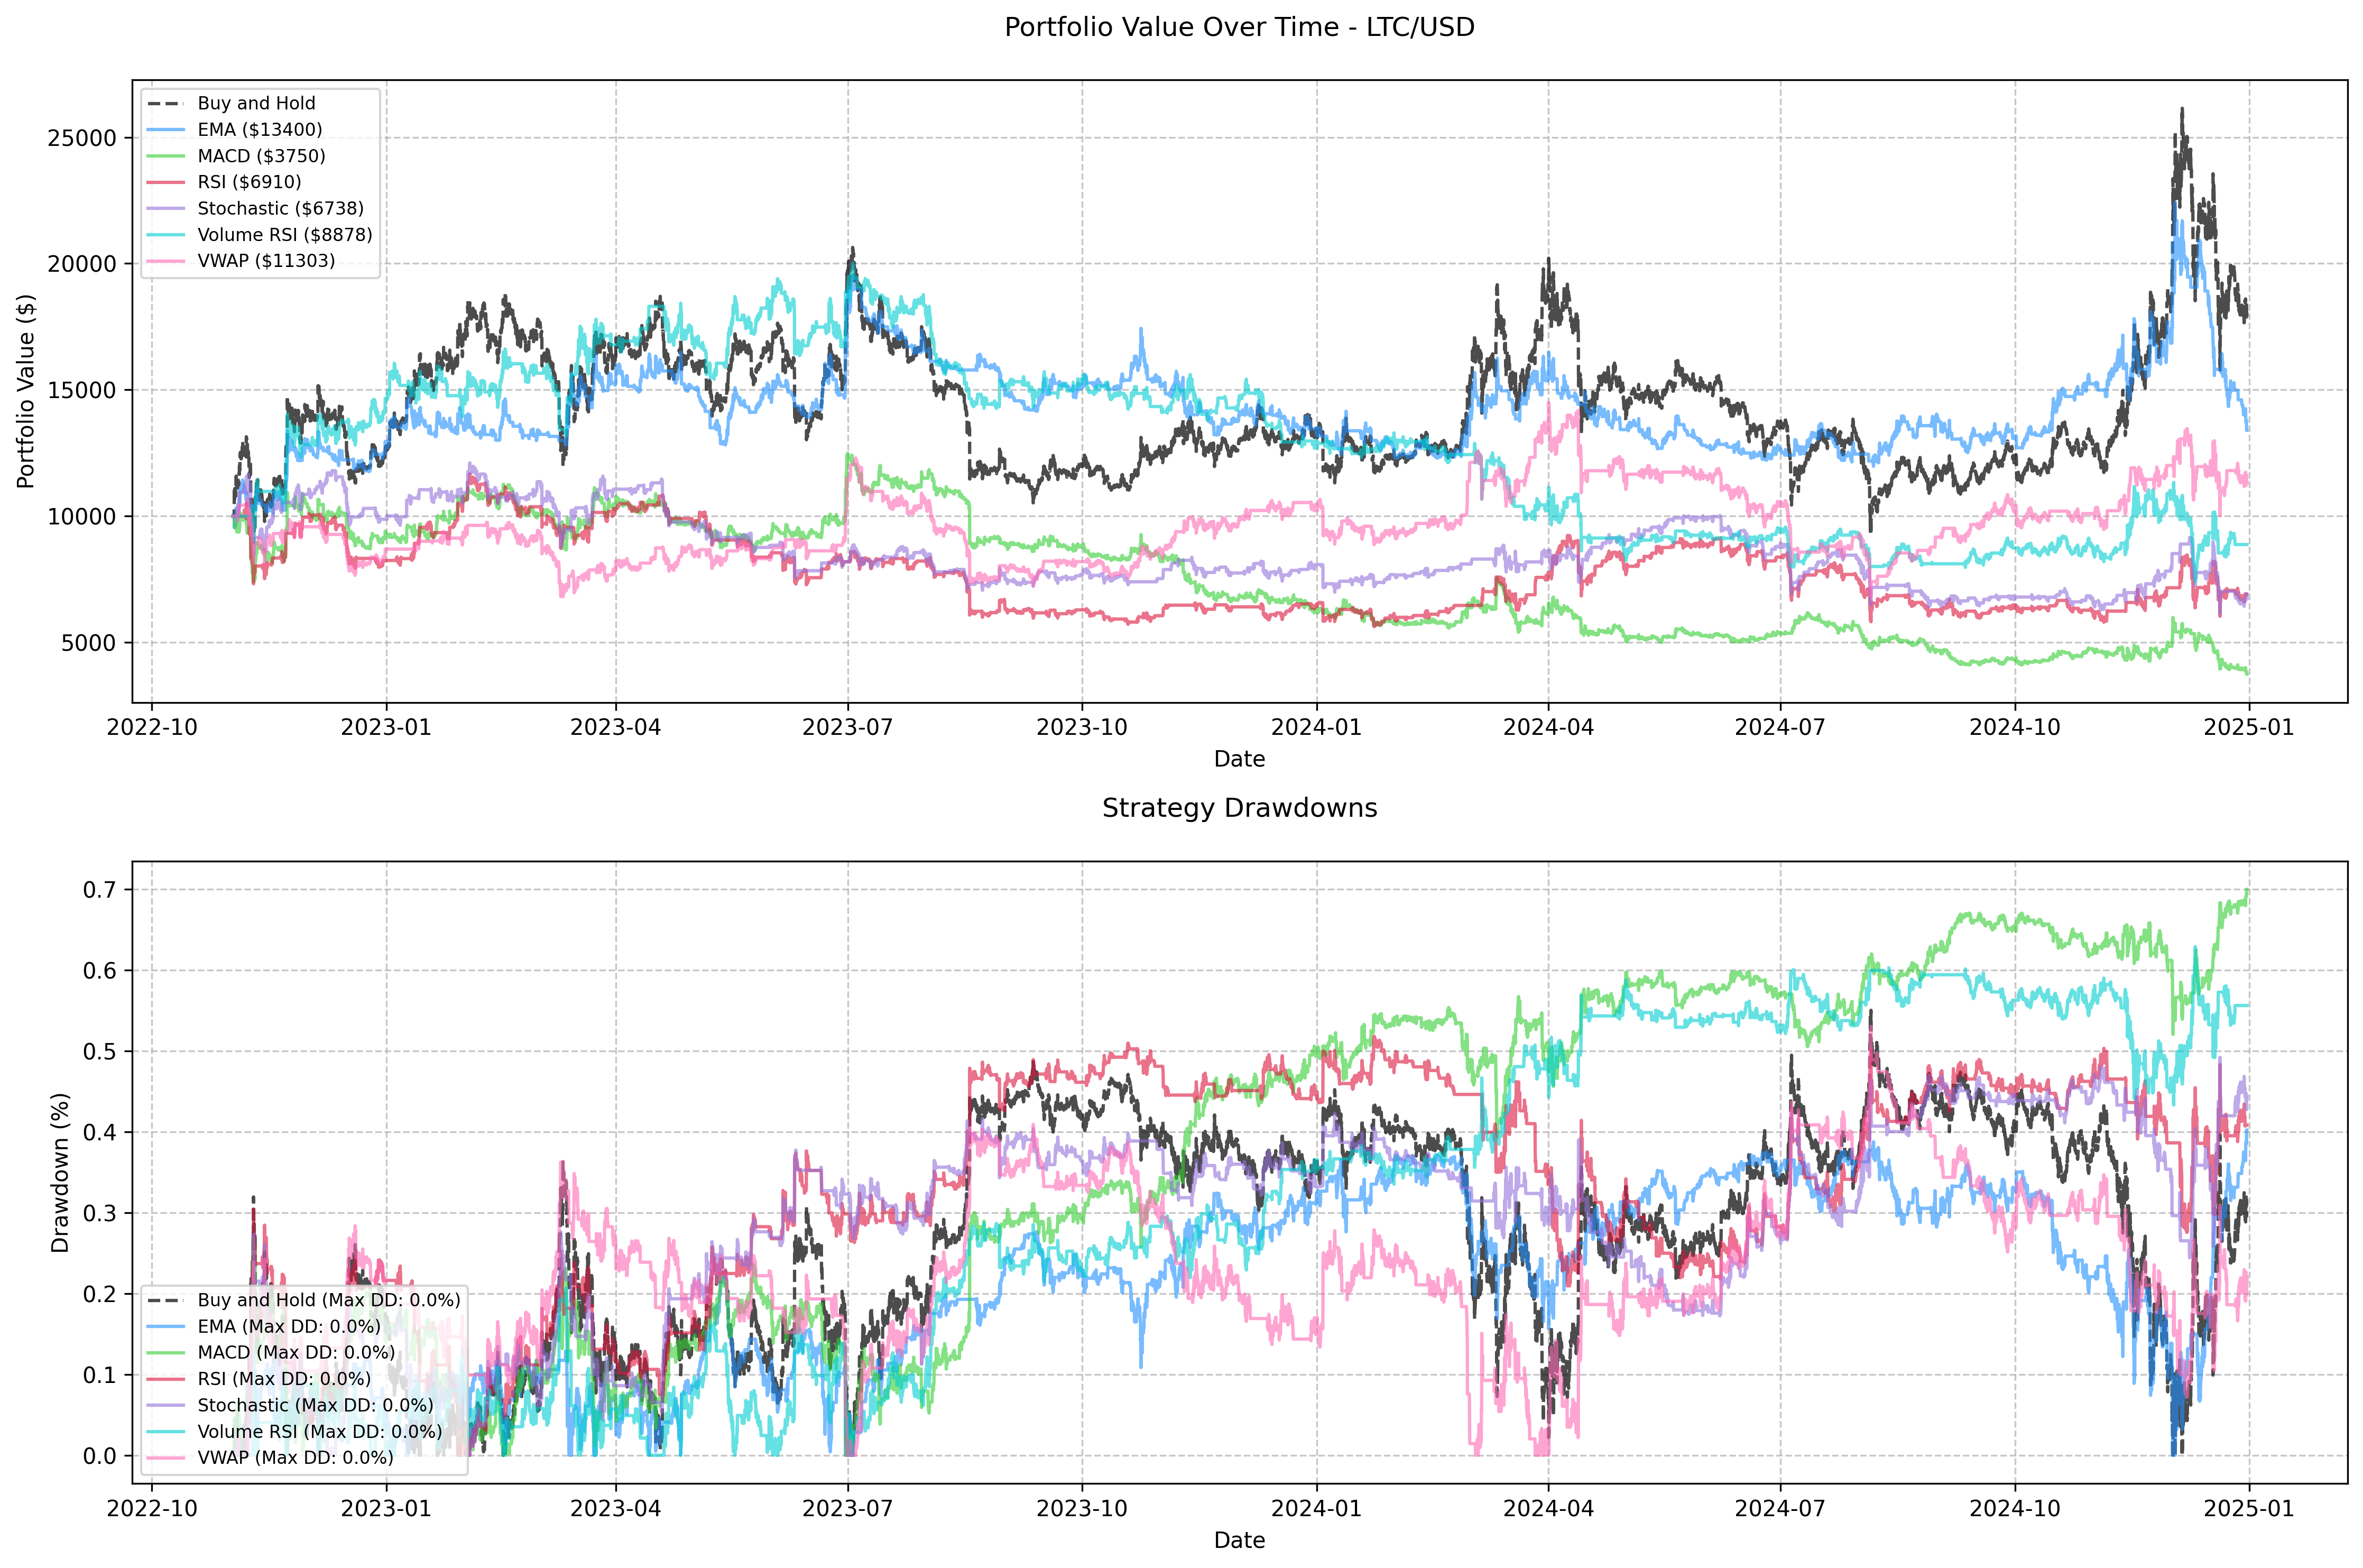 Portfolio Value Over Time - LTC/USD
Buy and Hold
EMA ($13400)
MACD ($3750)
RSI ($6910)
Stochastic ($6738)
Volume RSI ($8878)
VWAP ($11303)
Portfolio Value ($)
25000
20000
15000
10000
5000
2022-10 2023-01 2023-04 2023-07 2023-10 2024-01 2024-04 2024-07 2024-10 2025-01
Date
Strategy Drawdowns
Drawdown (%)
0.7
0.6
0.5
0.4
0.3
0.2
0.1
0.0
Buy and Hold (Max DD: 0.0%)
EMA (Max DD: 0.0%)
MACD (Max DD: 0.0%)
RSI (Max DD: 0.0%)
Stochastic (Max DD: 0.0%)
Volume RSI (Max DD: 0.0%)
VWAP (Max DD: 0.0%)
2022-10 2023-01 2023-04 2023-07 2023-10 2024-01 2024-04 2024-07 2024-10 2025-01
Date